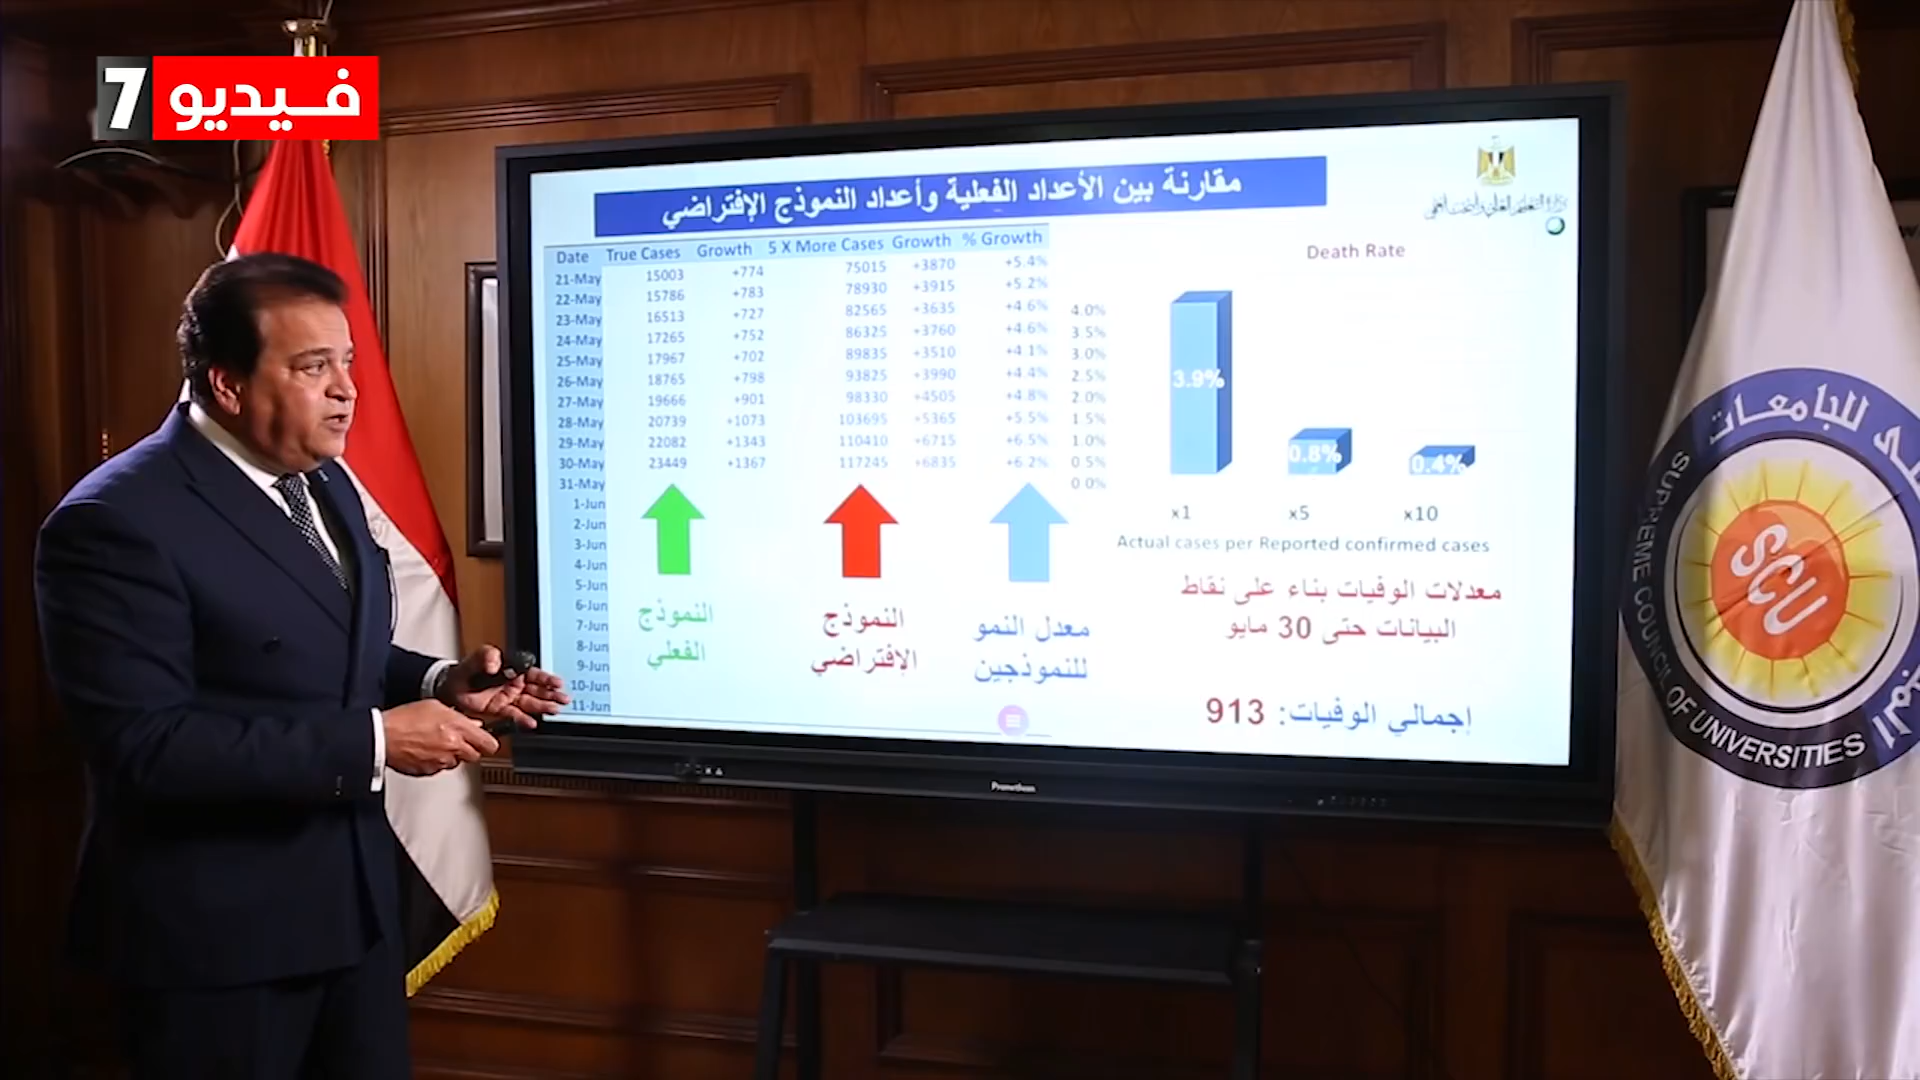 7 فيديو
مقارنة بين الأعداد الفعلية وأعداد النموذج الإفتراضي
Date True Cases Growth 5 X More Cases Growth % Growth
21-May 15003 +774 75015 +3870 +5.4%
22-May 15786 +783 78930 +3915 +5.2%
23-May 16513 +727 82565 +3635 +4.6%
24-May 17265 +752 86325 +3760 +4.6%
25-May 17967 +702 89835 +3510 +4.1%
26-May 18765 +798 93825 +3990 +4.4%
27-May 19666 +901 98330 +4505 +4.8%
28-May 20739 +1073 103695 +5365 +5.5%
29-May 22082 +1343 110410 +6715 +6.5%
30-May 23449 +1367 117245 +6835 +6.2%
31-May
1-Jun
2-Jun
3-Jun
4-Jun
5-Jun
6-Jun
7-Jun
8-Jun
9-Jun
10-Jun
11-Jun
النموذج
الفعلي
النموذج
الإفتراضي
معدل النمو
للنموذجين
Death Rate
4.0%
3.5%
3.0%
2.5%
2.0%
1.5%
1.0%
0.5%
0.0%
3.9% 0.8% 0.4%
x1 x5 x10
Actual cases per Reported confirmed cases
معدلات الوفيات بناء على نقاط
البيانات حتى 30 مايو
إجمالي الوفيات: 913
وزارة التعليم العالي والبحث العلمي
Promethean
للجامعات
SCU
SUPREME COUNCIL OF UNIVERSITIES